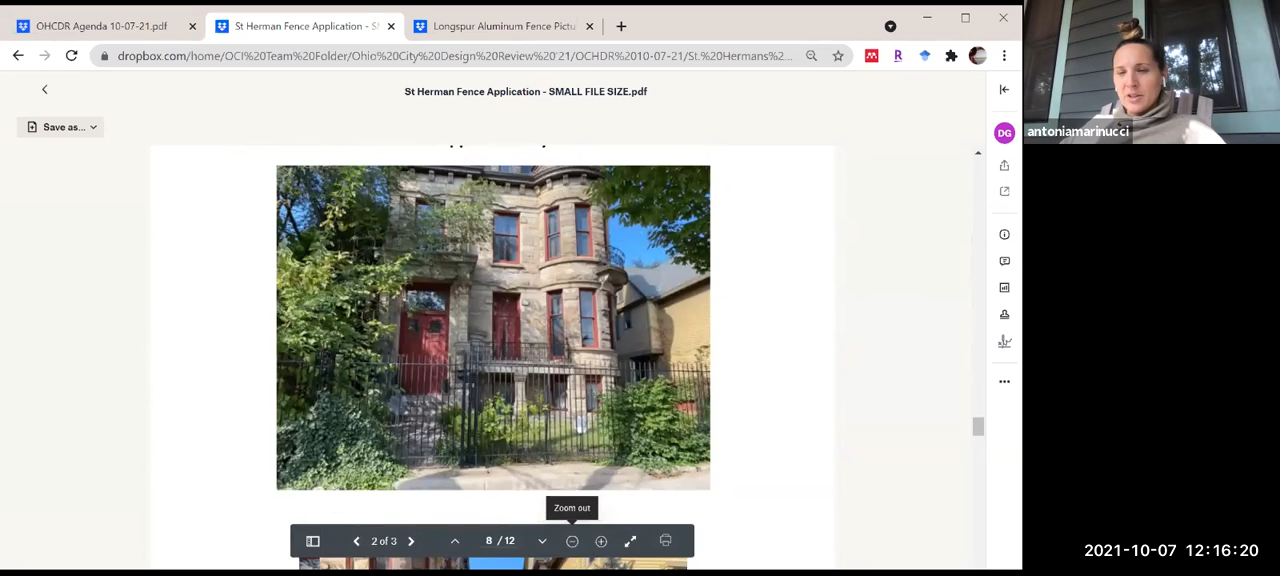 OHCDR Agenda 10-07-21.pdf
St Herman Fence Application - S
Longspur Aluminum Fence Pictu
dropbox.com/home/OCI%20Team%20Folder/Ohio%20City%20Design%20Review%20'21/OCHDR%2010-07-21/St.%20Hermans%...
St Herman Fence Application - SMALL FILE SIZE.pdf
Save as...
DG
antoniamarinucci
Zoom out
2 of 3
8 / 12
2021-10-07 12:16:20